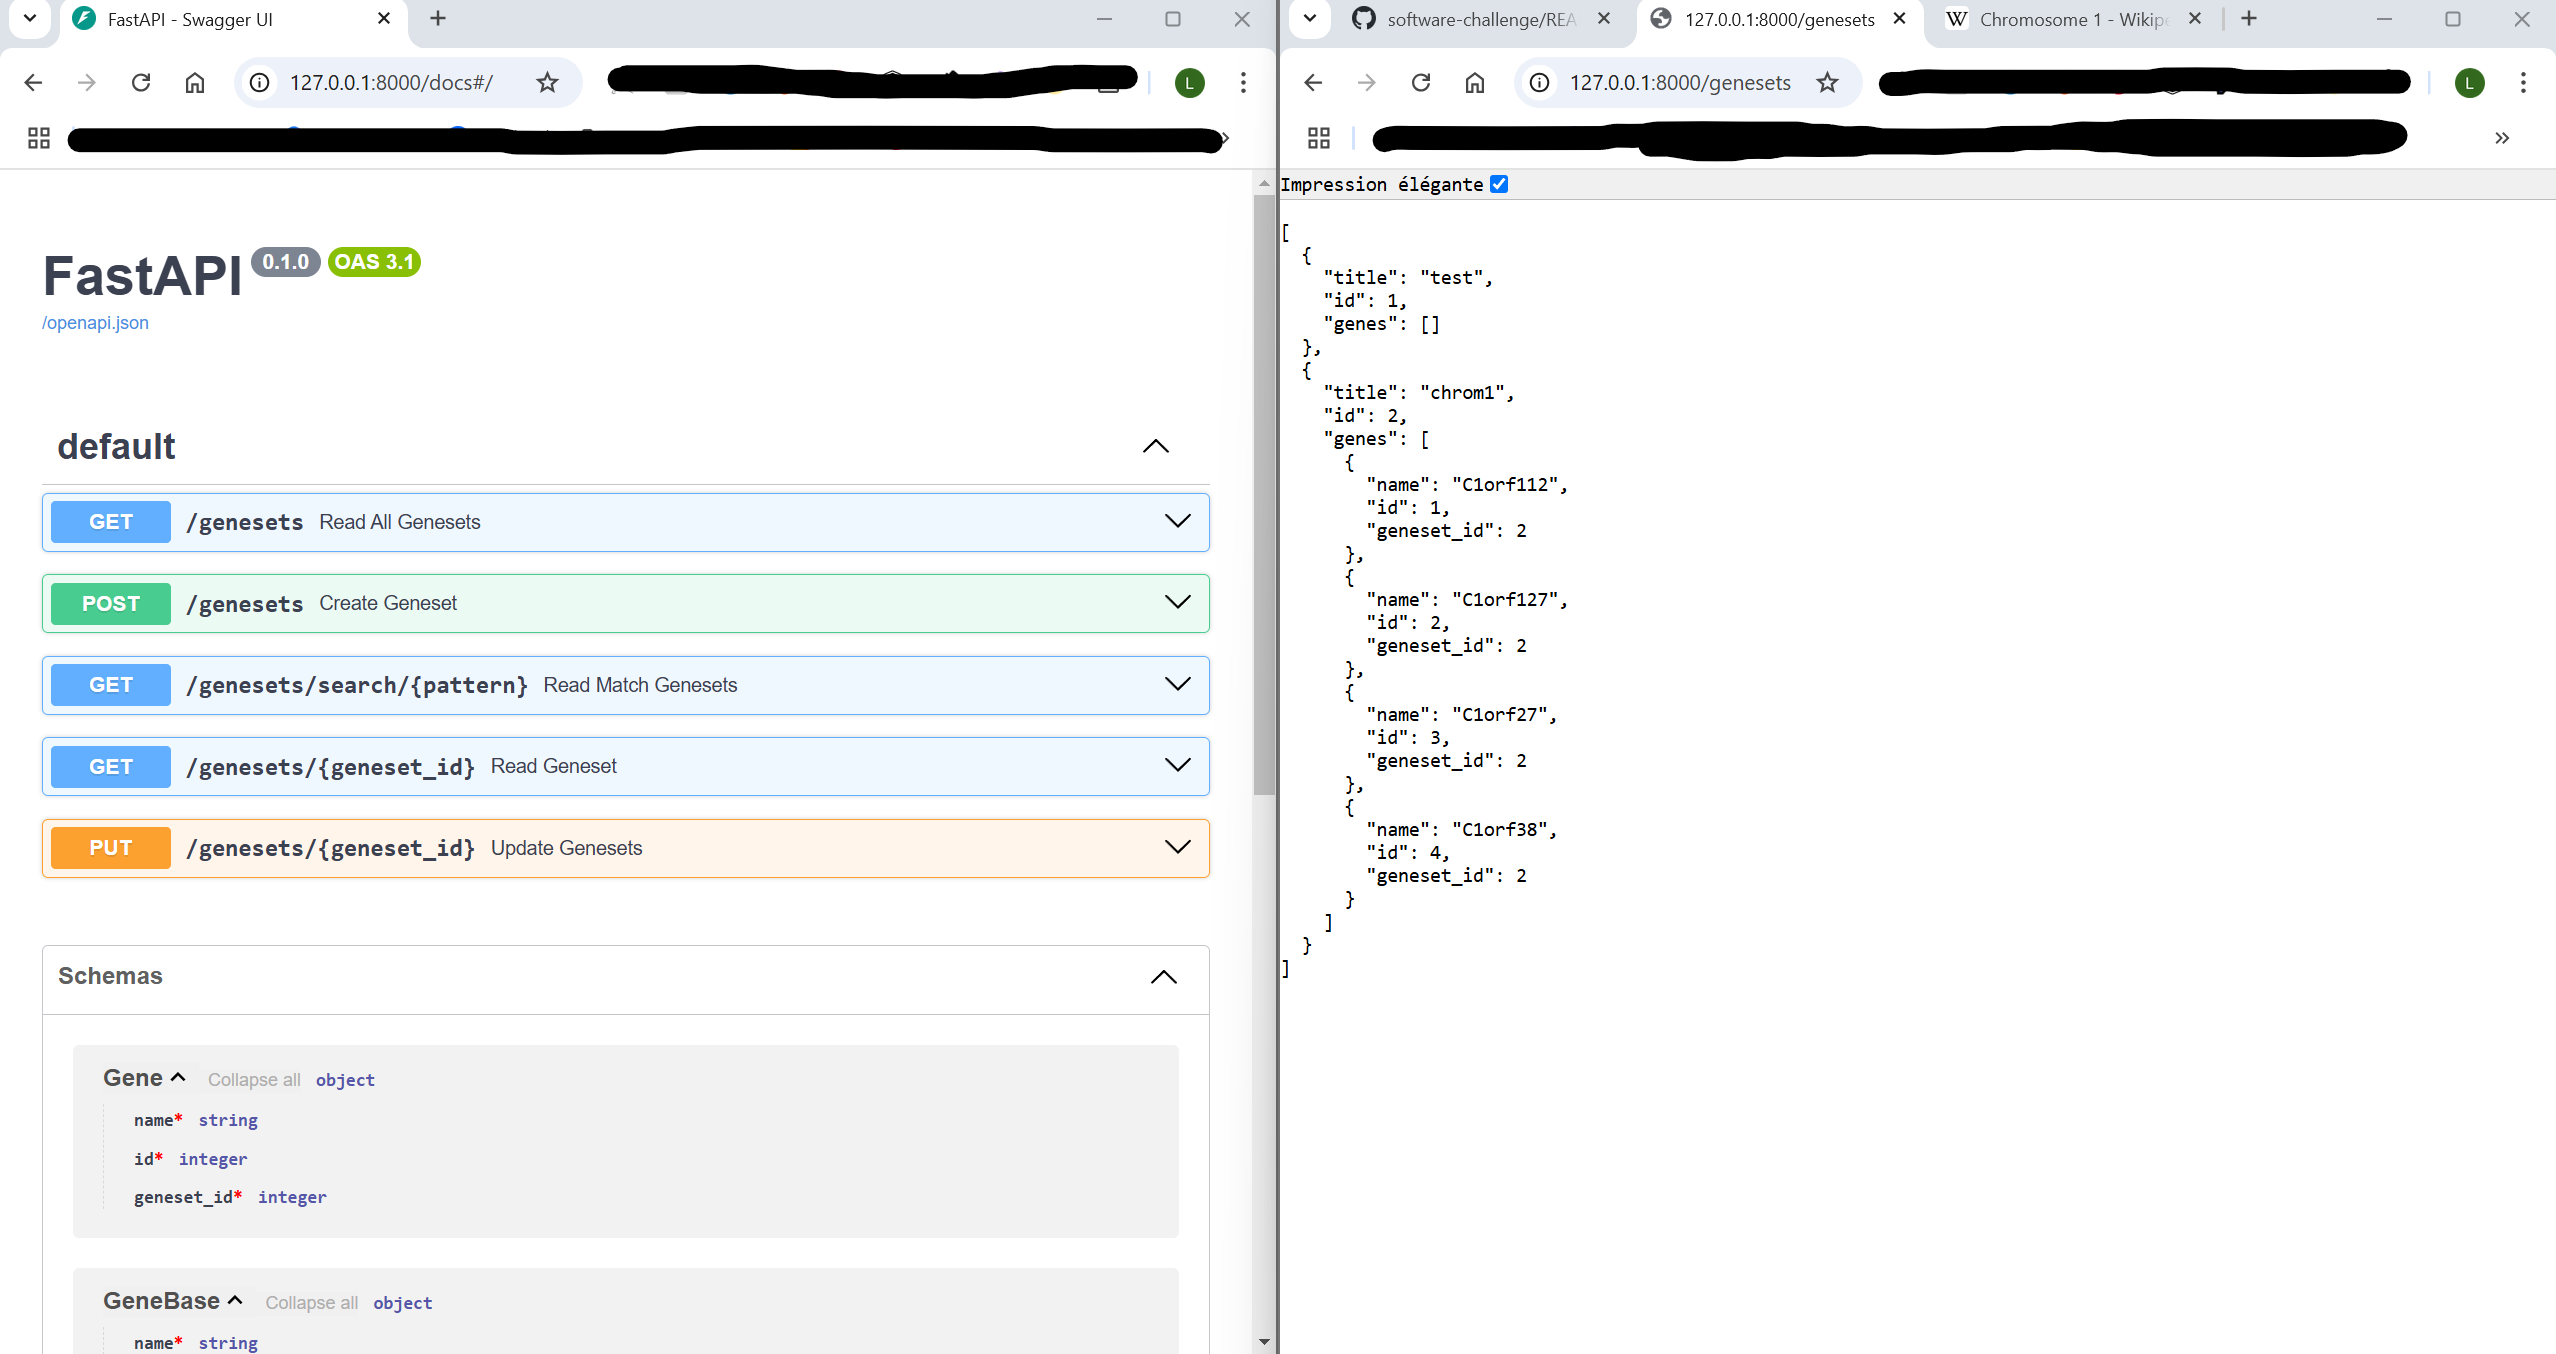 FastAPI - Swagger UI
127.0.0.1:8000/docs#/
L
FastAPI 0.1.0 OAS 3.1
/openapi.json
default
GET /genesets Read All Genesets
POST /genesets Create Geneset
GET /genesets/search/{pattern} Read Match Genesets
GET /genesets/{geneset_id} Read Geneset
PUT /genesets/{geneset_id} Update Genesets
Schemas
Gene Collapse all object
name* string
id* integer
geneset_id* integer
GeneBase Collapse all object
name* string
software-challenge/REA
127.0.0.1:8000/genesets
W Chromosome 1 - Wikipe
127.0.0.1:8000/genesets
L
Impression élégante
[
{
"title": "test",
"id": 1,
"genes": []
},
{
"title": "chrom1",
"id": 2,
"genes": [
{
"name": "C1orf112",
"id": 1,
"geneset_id": 2
},
{
"name": "C1orf127",
"id": 2,
"geneset_id": 2
},
{
"name": "C1orf27",
"id": 3,
"geneset_id": 2
},
{
"name": "C1orf38",
"id": 4,
"geneset_id": 2
}
]
}
]